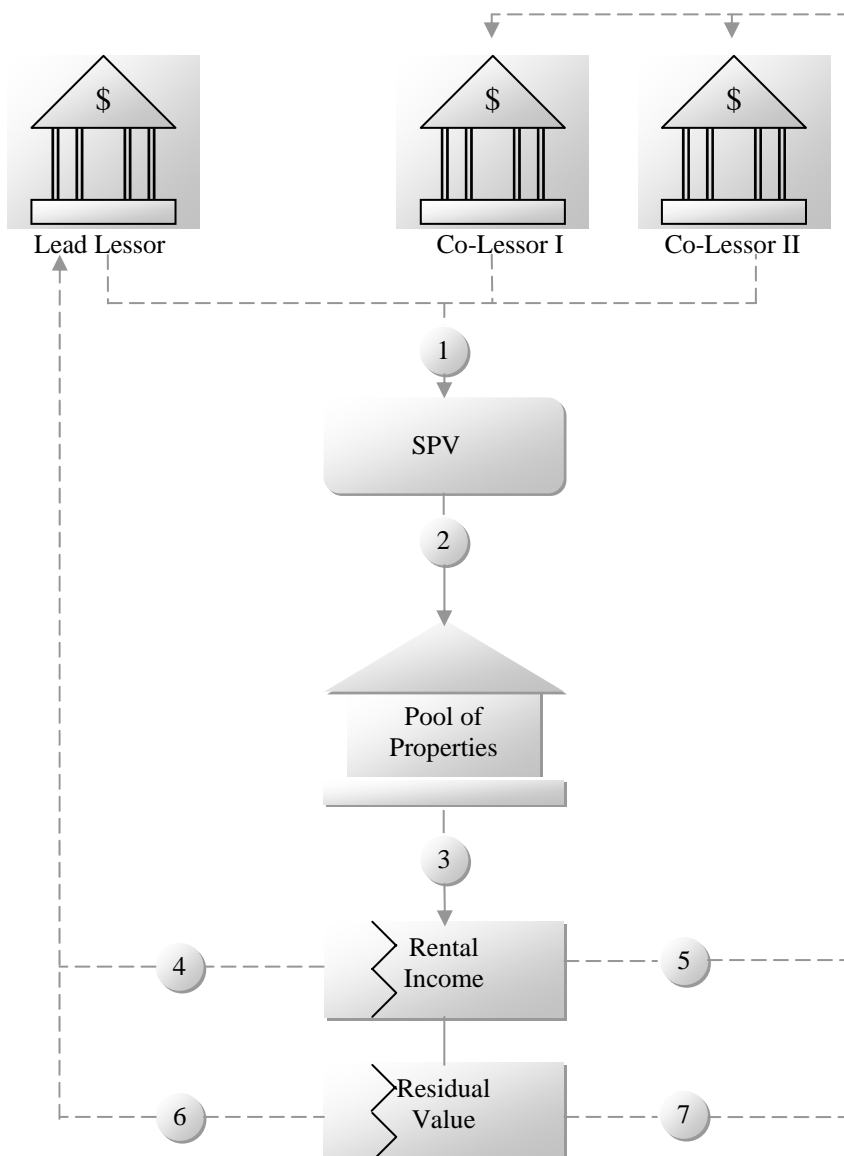 $
$
$
Lead Lessor
Co-Lessor I
Co-Lessor II
1
SPV
2
Pool of
Properties
3
Rental
Income
4
5
Residual
Value
6
7